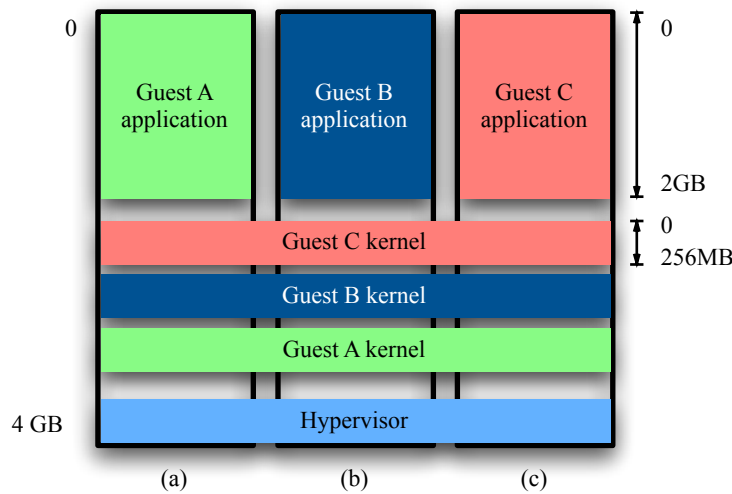 0
Guest A
application
Guest B
application
Guest C
application
0
2GB
0
256MB
Guest C kernel
Guest B kernel
Guest A kernel
4 GB
Hypervisor
(a)
(b)
(c)